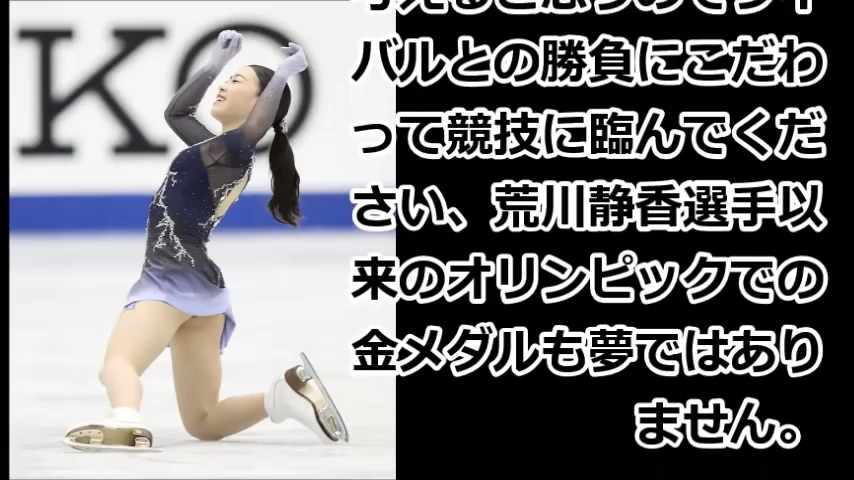 KO
バルとの勝負にこだわ
って競技に臨んでくだ
さい、荒川静香選手以
来のオリンピックでの
金メダルも夢ではあり
ません。